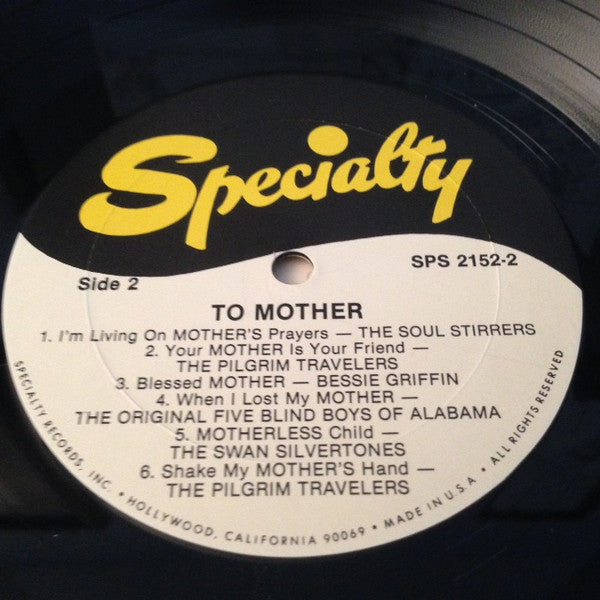 Specialty
Side 2
SPS 2152-2
TO MOTHER
1. I'm Living On MOTHER'S Prayers — THE SOUL STIRRERS
2. Your MOTHER Is Your Friend —
THE PILGRIM TRAVELERS
3. Blessed MOTHER — BESSIE GRIFFIN
4. When I Lost My MOTHER —
THE ORIGINAL FIVE BLIND BOYS OF ALABAMA
5. MOTHERLESS Child —
THE SWAN SILVERTONES
6. Shake My MOTHER'S Hand —
THE PILGRIM TRAVELERS
SPECIALTY RECORDS, INC. • HOLLYWOOD, CALIFORNIA 90069 • MADE IN U.S.A. • ALL RIGHTS RESERVED